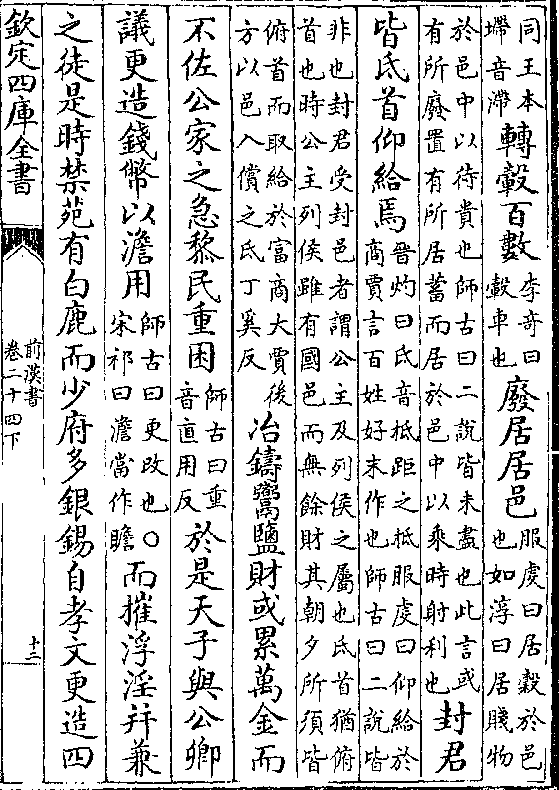 同王本墆音滯轉轂百數李竒曰轂車也廢居居邑服虔曰居穀於邑也如淳曰居賤物
於邑中以待貴也師古曰二說皆未盡也此言或有所廢置有所居蓄而居於邑中以乘時射利也封君
皆氐首仰給焉晉灼曰氐音抵距之抵服虔曰仰給於商賈言百姓好末作也師古曰二說皆
非也封君受封邑者謂公主及列侯之屬也氐首猶俯首也時公主列侯雖有國邑而無餘財其朝夕所須皆
俯首而取給於富商大賈後方以邑入償之氐丁奚反冶鑄鬻鹽財或累萬金而
不佐公家之急黎民重困師古曰重音直用反於是天子與公卿
議更造錢幣以澹用師古曰更改也〇宋祁曰澹當作贍而摧浮淫并兼
之徒是時禁苑有白鹿而少府多銀錫自孝文更造四
欽定四庫全書
前漢書
卷二十四下
十二